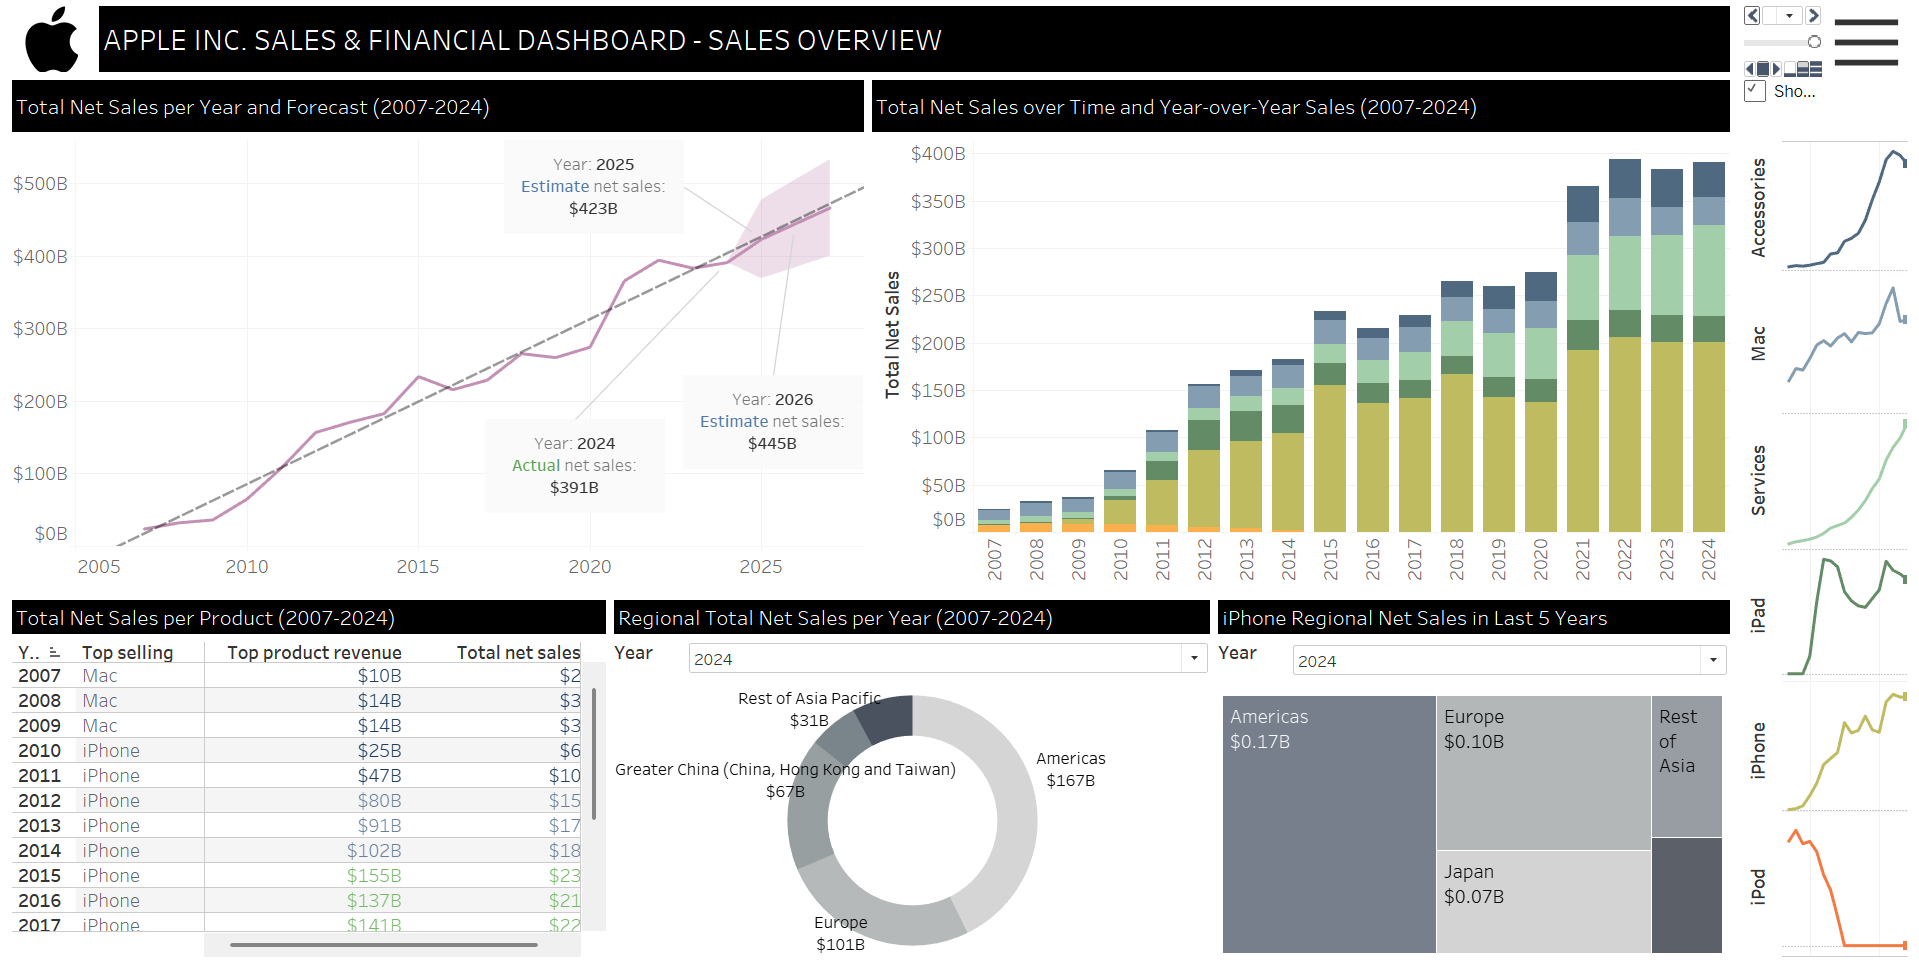 APPLE INC. SALES & FINANCIAL DASHBOARD - SALES OVERVIEW
Sho...
Total Net Sales per Year and Forecast (2007-2024)
$500B
$400B
$300B
$200B
$100B
$0B
2005
2010
2015
2020
2025
Year: 2025
Estimate net sales:
$423B
Year: 2024
Actual net sales:
$391B
Year: 2026
Estimate net sales:
$445B
Total Net Sales over Time and Year-over-Year Sales (2007-2024)
Total Net Sales
$400B
$350B
$300B
$250B
$200B
$150B
$100B
$50B
$0B
2007
2008
2009
2010
2011
2012
2013
2014
2015
2016
2017
2018
2019
2020
2021
2022
2023
2024
Accessories
Mac
Services
iPad
iPhone
iPod
Total Net Sales per Product (2007-2024)
Y.. Top selling Top product revenue Total net sales
2007 Mac $10B $2
2008 Mac $14B $3
2009 Mac $14B $3
2010 iPhone $25B $6
2011 iPhone $47B $10
2012 iPhone $80B $15
2013 iPhone $91B $17
2014 iPhone $102B $18
2015 iPhone $155B $23
2016 iPhone $137B $21
2017 iPhone $141B $22
Regional Total Net Sales per Year (2007-2024)
Year
2024
Rest of Asia Pacific
$31B
Americas
$167B
Greater China (China, Hong Kong and Taiwan)
$67B
Europe
$101B
iPhone Regional Net Sales in Last 5 Years
Year
2024
Americas
$0.17B
Europe
$0.10B
Rest
of
Asia
Japan
$0.07B